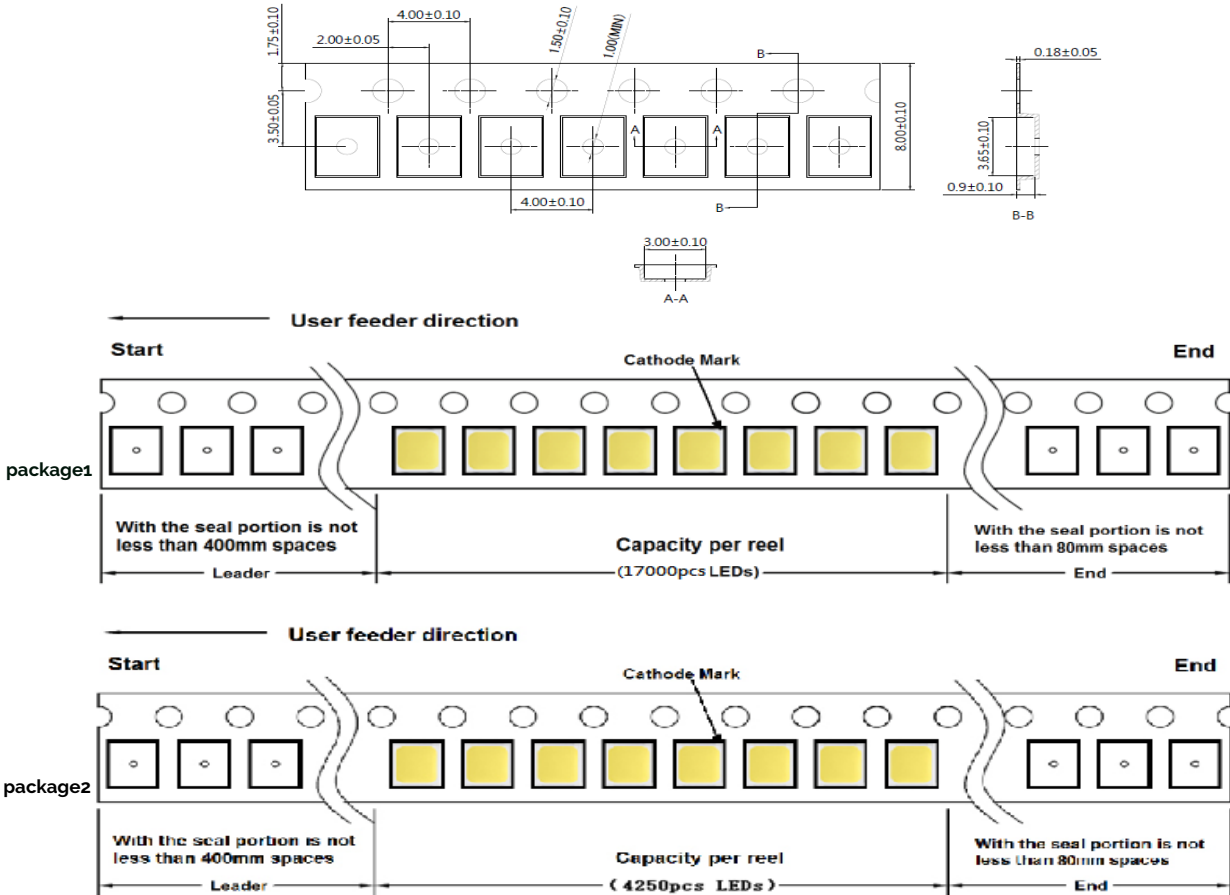 4.00±0.10
1.75±0.10
2.00±0.05
1.50±0.10
1.00(MIN)
B
0.18±0.05
3.50±0.05
A
A
8.00±0.10
3.65±0.10
0.9±0.10
4.00±0.10
B
B-B
3.00±0.10
A-A
User feeder direction
Start
End
Cathode Mark
package1
With the seal portion is not
less than 400mm spaces
Leader
Capacity per reel
(17000pcs LEDs)
With the seal portion is not
less than 80mm spaces
End
User feeder direction
Start
End
Cathode Mark
package2
With the seal portion is not
less than 400mm spaces
Leader
Capacity per reel
(4250pcs LEDs)
With the seal portion is not
less than 80mm spaces
End